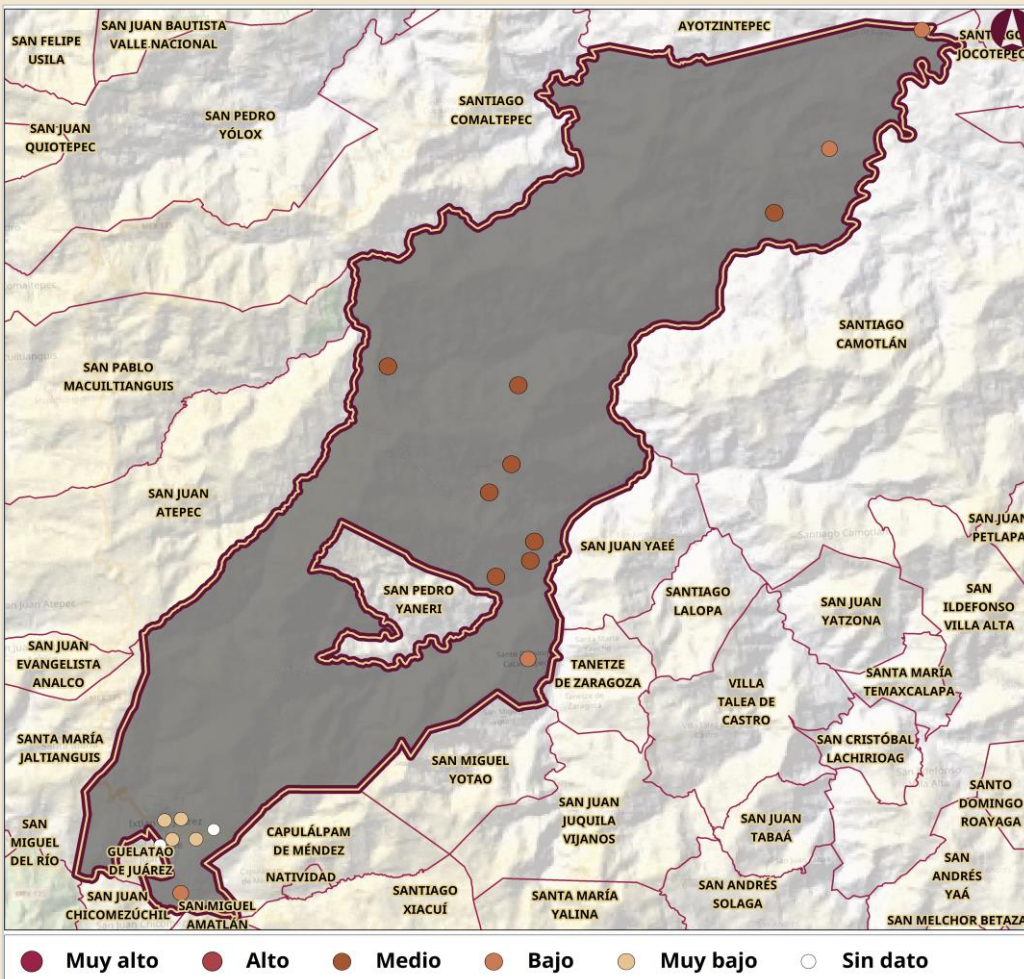 SAN JUAN BAUTISTA
VALLE NACIONAL
SAN FELIPE
USILA
AYOTZINTEPEC
JOCOTEPEC
SAN JUAN
QUIOTEPEC
SAN PEDRO
YÓLOX
SANTIAGO
COMALTEPEC
SANTIAGO
CAMOTLÁN
SAN PABLO
MACUILTIANGUIS
SAN JUAN
ATEPEC
SAN JUAN
PETLAPA
Santiago Camotlán
SAN JUAN YAEÉ
SAN PEDRO
YANERI
SANTIAGO
LALOPA
SAN JUAN
YATZONA
SAN
ILDEFONSO
VILLA ALTA
San Juan Atepec
SAN JUAN
EVANGELISTA
ANALCO
TANETZE
DE ZARAGOZA
SANTA MARÍA
TEMAXCALAPA
VILLA
TALEA DE
CASTRO
SANTA MARÍA
JALTIANGUIS
SAN CRISTÓBAL
LACHIRIOAG
SAN MIGUEL
YOTAO
SANTO
DOMINGO
ROAYAGA
SAN
MIGUEL
DEL RÍO
GUELATAO
DE JUÁREZ
CAPULÁLPAM
DE MÉNDEZ
NATIVIDAD
SAN JUAN
JUQUILA
VIJANOS
SAN JUAN
TABAÁ
SAN
ANDRÉS
YAÁ
SAN JUAN
CHICOMEZÚCHIL
SAN MIGUEL
AMATLÁN
SANTIAGO
XIACUÍ
SANTA MARÍA
YALINA
SAN ANDRÉS
SOLAGA
SAN MELCHOR BETAZA
Muy alto Alto Medio Bajo Muy bajo Sin dato